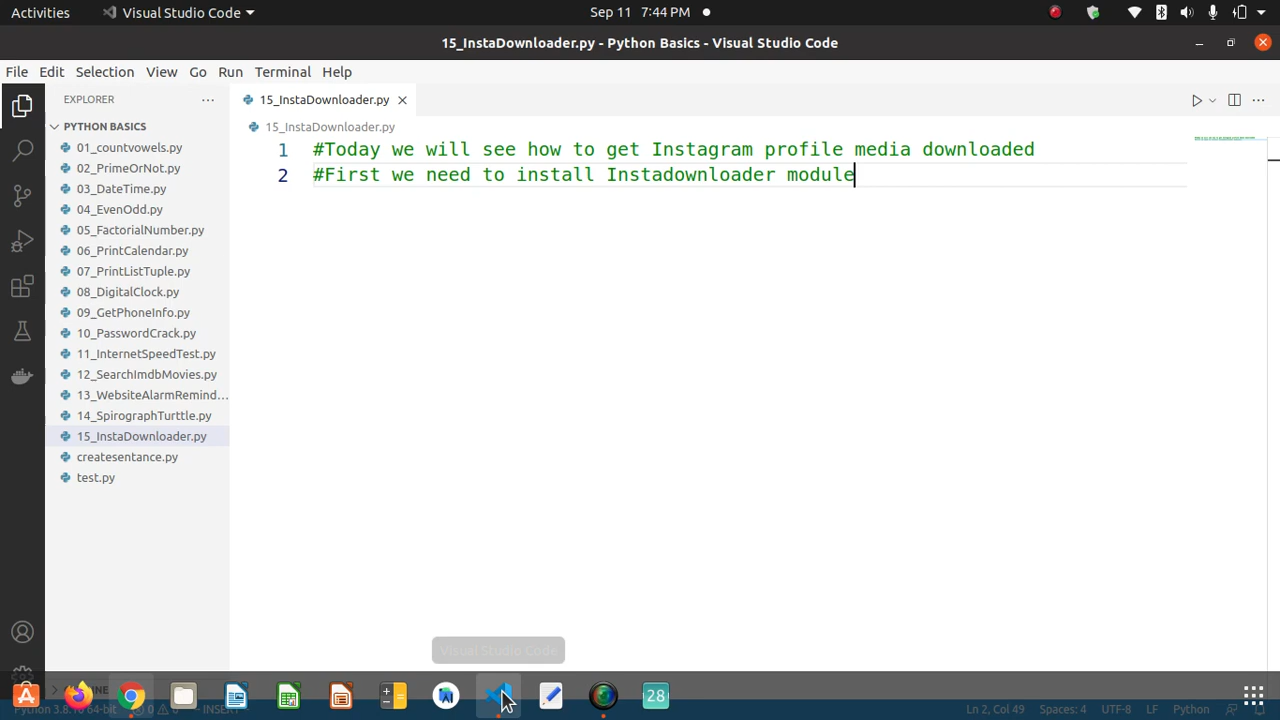 Activities
Visual Studio Code
Sep 11 7:44 PM
15_InstaDownloader.py - Python Basics - Visual Studio Code
File Edit Selection View Go Run Terminal Help
EXPLORER
15_InstaDownloader.py
PYTHON BASICS
15_InstaDownloader.py
01_countvowels.py
02_PrimeOrNot.py
03_DateTime.py
04_EvenOdd.py
05_FactorialNumber.py
06_PrintCalendar.py
07_PrintListTuple.py
08_DigitalClock.py
09_GetPhoneInfo.py
10_PasswordCrack.py
11_InternetSpeedTest.py
12_SearchImdbMovies.py
13_WebsiteAlarmRemind...
14_SpirographTurttle.py
15_InstaDownloader.py
createsentance.py
test.py
1 #Today we will see how to get Instagram profile media downloaded
2 #First we need to install Instadownloader module
Visual Studio Code
28
Ln 2, Col 49 Spaces: 4 UTF-8 LF Python